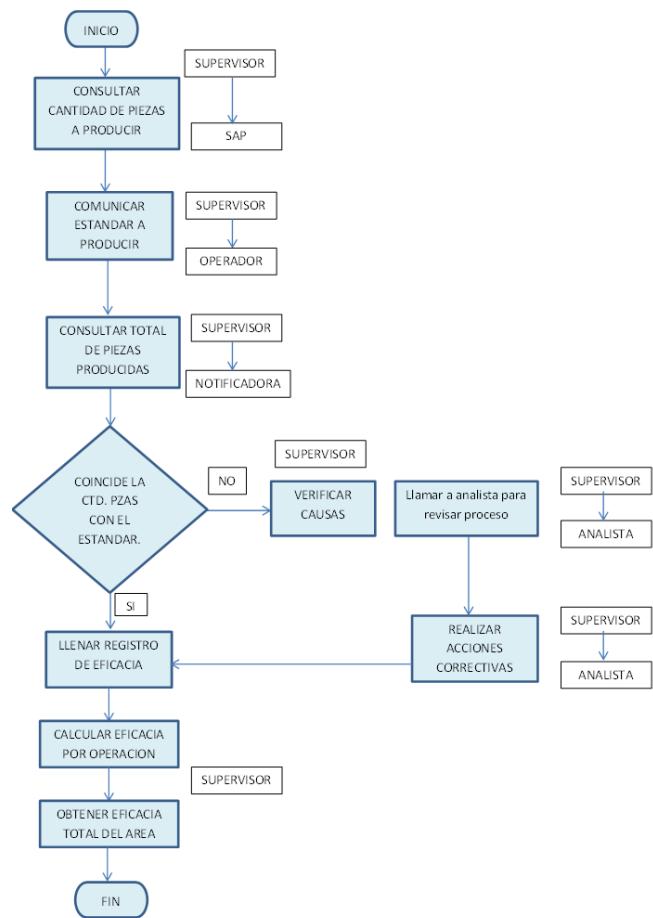 INICIO
SUPERVISOR
CONSULTAR
CANTIDAD DE PIEZAS
A PRODUCIR
SAP
COMUNICAR
ESTANDAR A
PRODUCIR
SUPERVISOR
OPERADOR
CONSULTAR TOTAL
DE PIEZAS
PRODUCIDAS
SUPERVISOR
NOTIFICADORA
COINCIDE LA
CTD. PZAS
CON EL
ESTANDAR.
NO
SUPERVISOR
VERIFICAR
CAUSAS
Llamar a analista para
revisar proceso
SUPERVISOR
ANALISTA
SI
LLENAR REGISTRO
DE EFICACIA
REALIZAR
ACCIONES
CORRECTIVAS
SUPERVISOR
ANALISTA
CALCULAR EFICACIA
POR OPERACION
SUPERVISOR
OBTENER EFICACIA
TOTAL DEL AREA
FIN